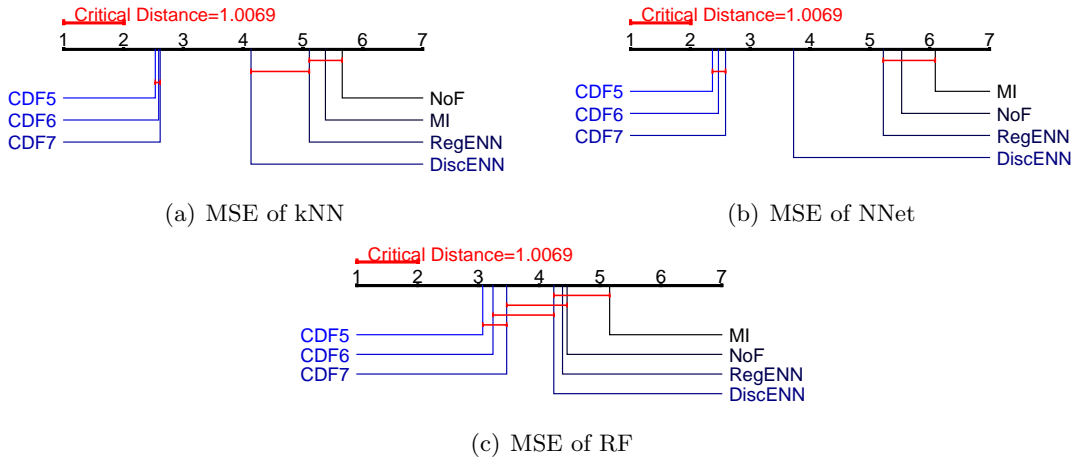 Critical Distance=1.0069
1 2 3 4 5 6 7
CDF5
CDF6
CDF7
NoF
MI
RegENN
DiscENN
(a) MSE of kNN
Critical Distance=1.0069
1 2 3 4 5 6 7
CDF5
CDF6
CDF7
MI
NoF
RegENN
DiscENN
(b) MSE of NNet
Critical Distance=1.0069
1 2 3 4 5 6 7
CDF5
CDF6
CDF7
MI
NoF
RegENN
DiscENN
(c) MSE of RF